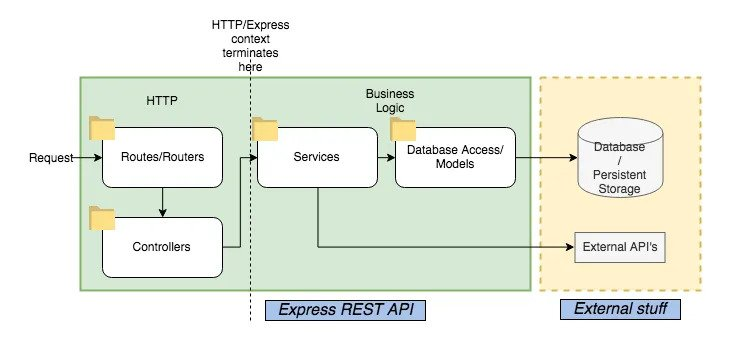 HTTP/Express
context
terminates
here
HTTP
Business
Logic
Request
Routes/Routers
Services
Database Access/
Models
Database
/
Persistent
Storage
Controllers
External API's
Express REST API
External stuff